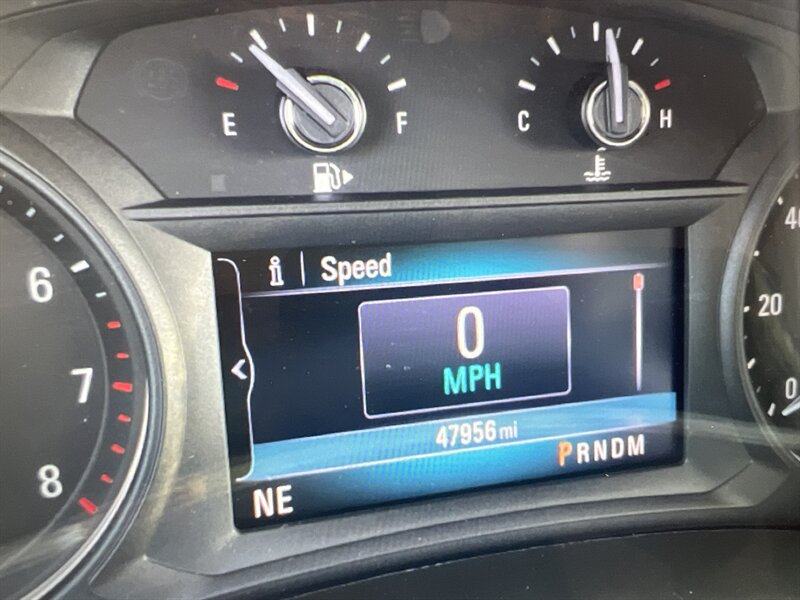 E F
C H
i Speed
0
MPH
47956 mi
PRNDM
NE
6
7
8
20
0